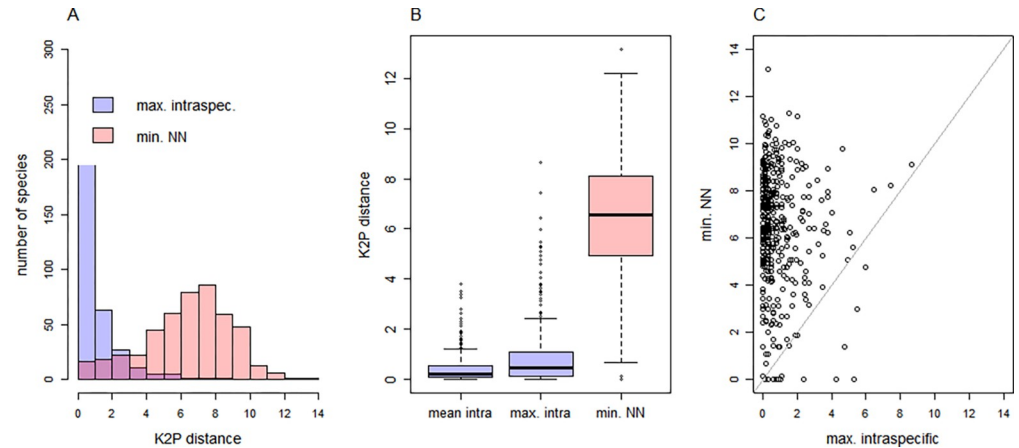 A
300
250
200
150
100
50
0
number of species
max. intraspec.
min. NN
0 2 4 6 8 10 12 14
K2P distance
B
12
10
8
6
4
2
0
K2P distance
mean intra max. intra min. NN
C
14
12
10
8
6
4
2
0
min. NN
0 2 4 6 8 10 12 14
max. intraspecific